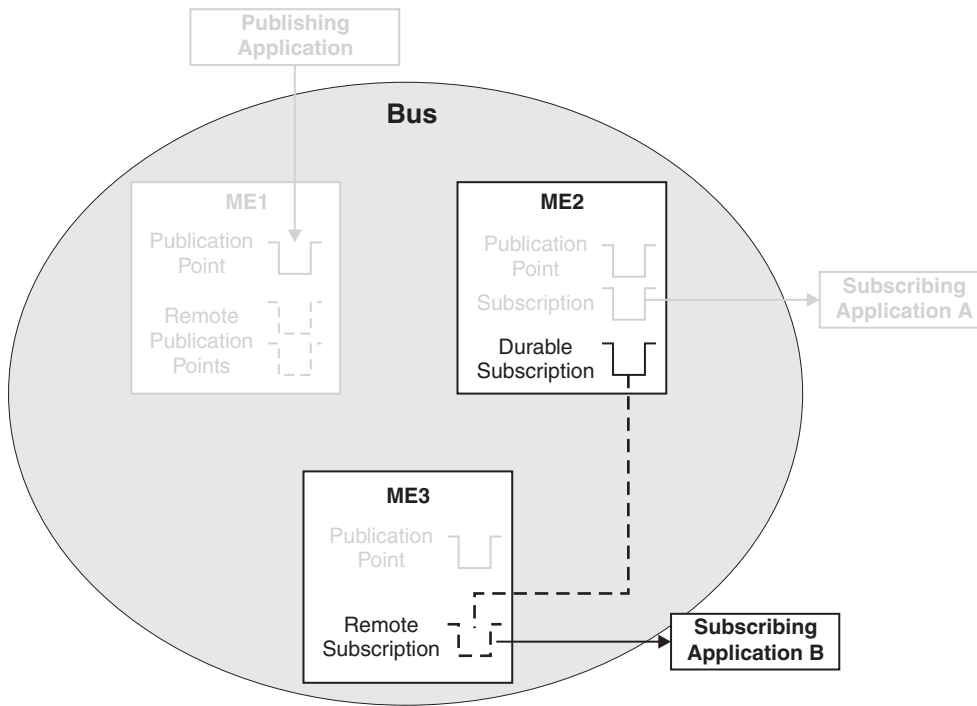 Publishing
Application
Bus
ME1
Publication
Point
Remote
Publication
Points
ME2
Publication
Point
Subscription
Durable
Subscription
Subscribing
Application A
ME3
Publication
Point
Remote
Subscription
Subscribing
Application B